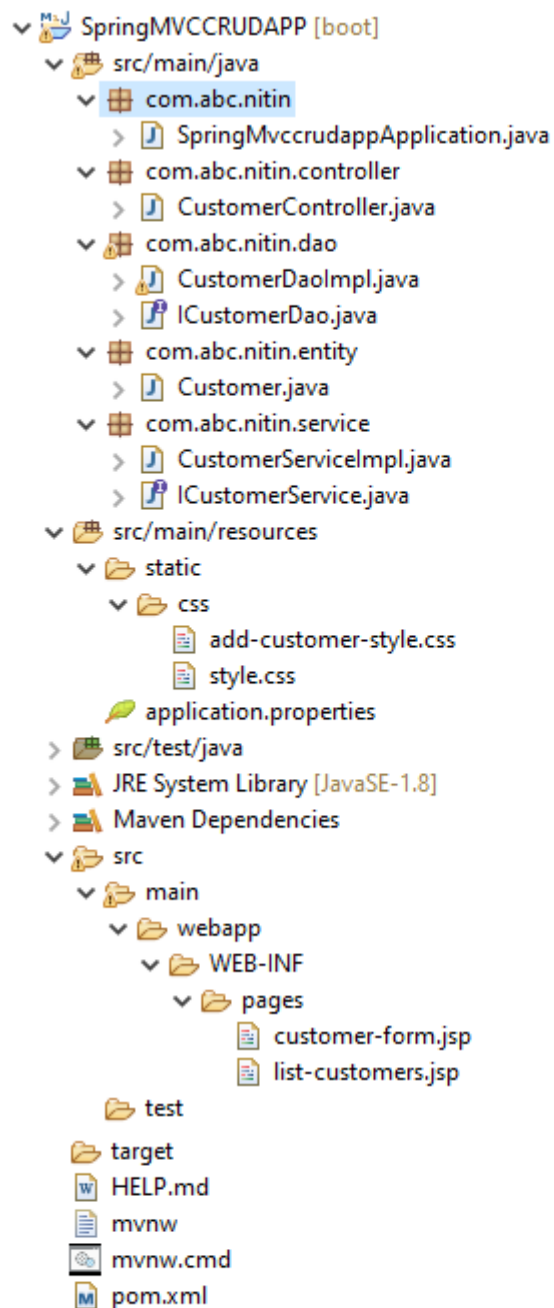 SpringMVCCRUDAPP [boot]
src/main/java
com.abc.nitin
SpringMvccrudappApplication.java
com.abc.nitin.controller
CustomerController.java
com.abc.nitin.dao
CustomerDaoImpl.java
ICustomerDao.java
com.abc.nitin.entity
Customer.java
com.abc.nitin.service
CustomerServiceImpl.java
ICustomerService.java
src/main/resources
static
css
add-customer-style.css
style.css
application.properties
src/test/java
JRE System Library [JavaSE-1.8]
Maven Dependencies
src
main
webapp
WEB-INF
pages
customer-form.jsp
list-customers.jsp
test
target
HELP.md
mvnw
mvnw.cmd
pom.xml